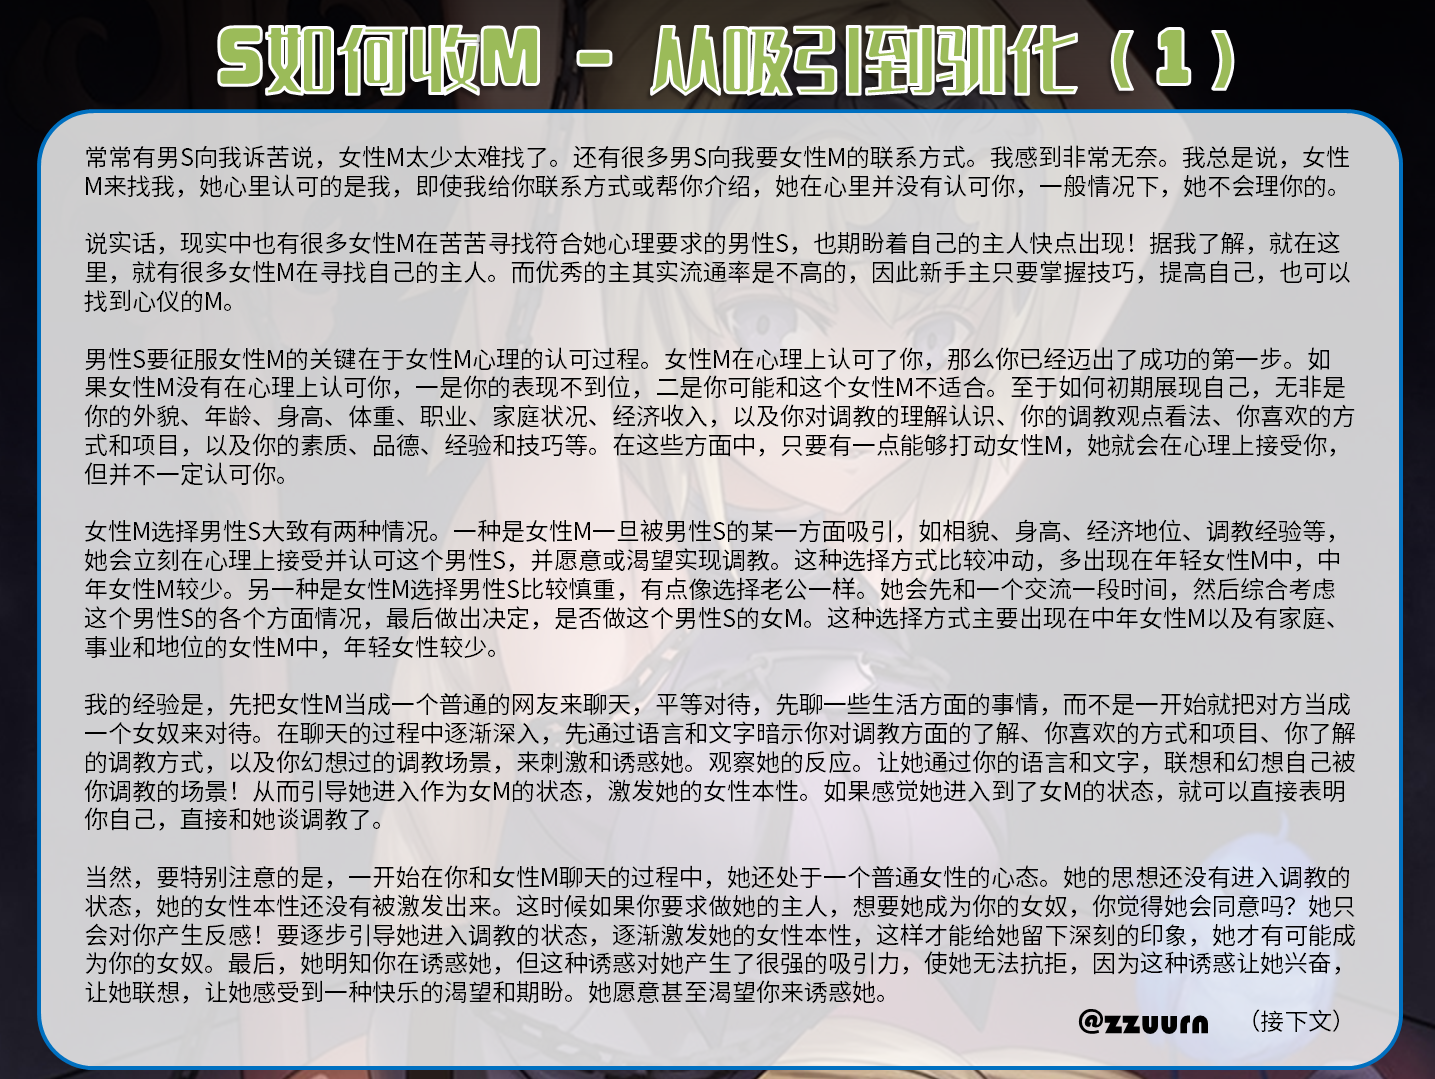 S如何收M - 从吸引到驯化（1）
常常有男S向我诉苦说，女性M太少太难找了。还有很多男S向我要女性M的联系方式。我感到非常无奈。我总是说，女性
M来找我，她心里认可的是我，即使我给你联系方式或帮你介绍，她在心里并没有认可你，一般情况下，她不会理你的。
说实话，现实中也有很多女性M在苦苦寻找符合她心理要求的男性S，也期盼着自己的主人快点出现！据我了解，就在这
里，就有很多女性M在寻找自己的主人。而优秀的主其实流通率是不高的，因此新手主只要掌握技巧，提高自己，也可以
找到心仪的M。
男性S要征服女性M的关键在于女性M心理的认可过程。女性M在心理上认可了你，那么你已经迈出了成功的第一步。如
果女性M没有在心理上认可你，一是你的表现不到位，二是你可能和这个女性M不适合。至于如何初期展现自己，无非是
你的外貌、年龄、身高、体重、职业、家庭状况、经济收入，以及你对调教的理解认识、你的调教观点看法、你喜欢的方
式和项目，以及你的素质、品德、经验和技巧等。在这些方面中，只要有一点能够打动女性M，她就会在心理上接受你，
但并不一定认可你。
女性M选择男性S大致有两种情况。一种是女性M一旦被男性S的某一方面吸引，如相貌、身高、经济地位、调教经验等，
她会立刻在心理上接受并认可这个男性S，并愿意或渴望实现调教。这种选择方式比较冲动，多出现在年轻女性M中，中
年女性M较少。另一种是女性M选择男性S比较慎重，有点像选择老公一样。她会先和一个交流一段时间，然后综合考虑
这个男性S的各个方面情况，最后做出决定，是否做这个男性S的女M。这种选择方式主要出现在中年女性M以及有家庭、
事业和地位的女性M中，年轻女性较少。
我的经验是，先把女性M当成一个普通的网友来聊天，平等对待，先聊一些生活方面的事情，而不是一开始就把对方当成
一个女奴来对待。在聊天的过程中逐渐深入，先通过语言和文字暗示你对调教方面的了解、你喜欢的方式和项目、你了解
的调教方式，以及你幻想过的调教场景，来刺激和诱惑她。观察她的反应。让她通过你的语言和文字，联想和幻想自己被
你调教的场景！从而引导她进入作为女M的状态，激发她的女性本性。如果感觉她进入到了女M的状态，就可以直接表明
你自己，直接和她谈调教了。
当然，要特别注意的是，一开始在你和女性M聊天的过程中，她还处于一个普通女性的心态。她的思想还没有进入调教的
状态，她的女性本性还没有被激发出来。这时候如果你要求做她的主人，想要她成为你的女奴，你觉得她会同意吗？她只
会对你产生反感！要逐步引导她进入调教的状态，逐渐激发她的女性本性，这样才能给她留下深刻的印象，她才有可能成
为你的女奴。最后，她明知你在诱惑她，但这种诱惑对她产生了很强的吸引力，使她无法抗拒，因为这种诱惑让她兴奋，
让她联想，让她感受到一种快乐的渴望和期盼。她愿意甚至渴望你来诱惑她。
@zzuurn （接下文）